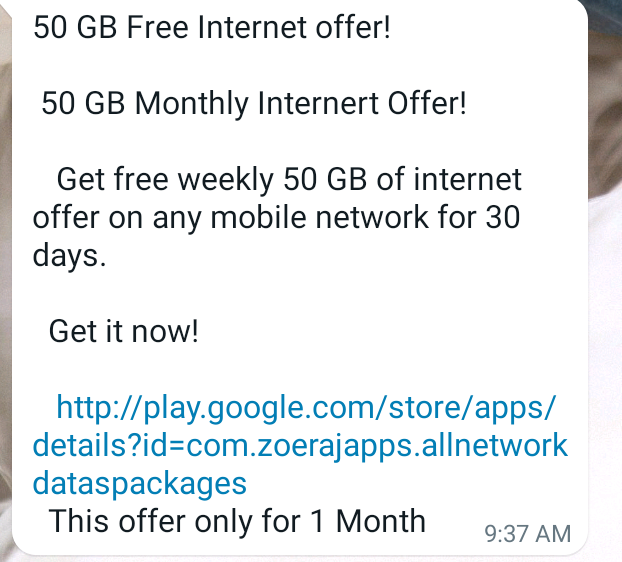 50 GB Free Internet offer!
50 GB Monthly Internert Offer!
Get free weekly 50 GB of internet
offer on any mobile network for 30
days.
Get it now!
http://play.google.com/store/apps/
details?id=com.zoerajapps.allnetwork
dataspackages
This offer only for 1 Month
9:37 AM